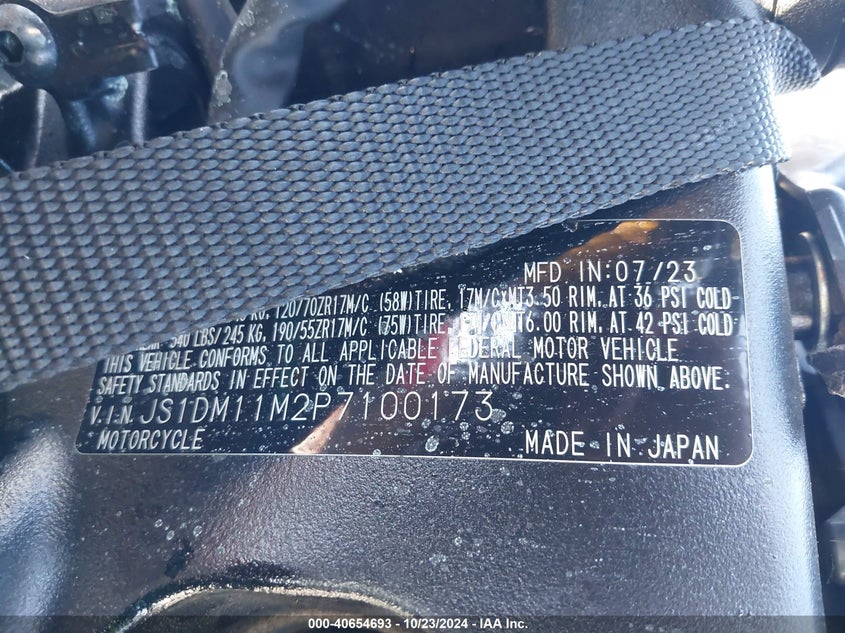 MFD IN:07/23
KG, 120/70ZR17M/C (58W)TIRE, 17M/CXMT3.50 RIM, AT 36 PSI COLD
540 LBS/245 KG, 190/55ZR17M/C (75W)TIRE, 6.00 RIM, AT 42 PSI COLD
THIS VEHICLE CONFORMS TO ALL APPLICABLE FEDERAL MOTOR VEHICLE
SAFETY STANDARDS IN EFFECT ON THE DATE OF MANUFACTURE SHOWN ABOVE.
V.I.N. JS1DM11M2P7100173
MOTORCYCLE MADE IN JAPAN
000-40654693 - 10/23/2024 - IAA Inc.